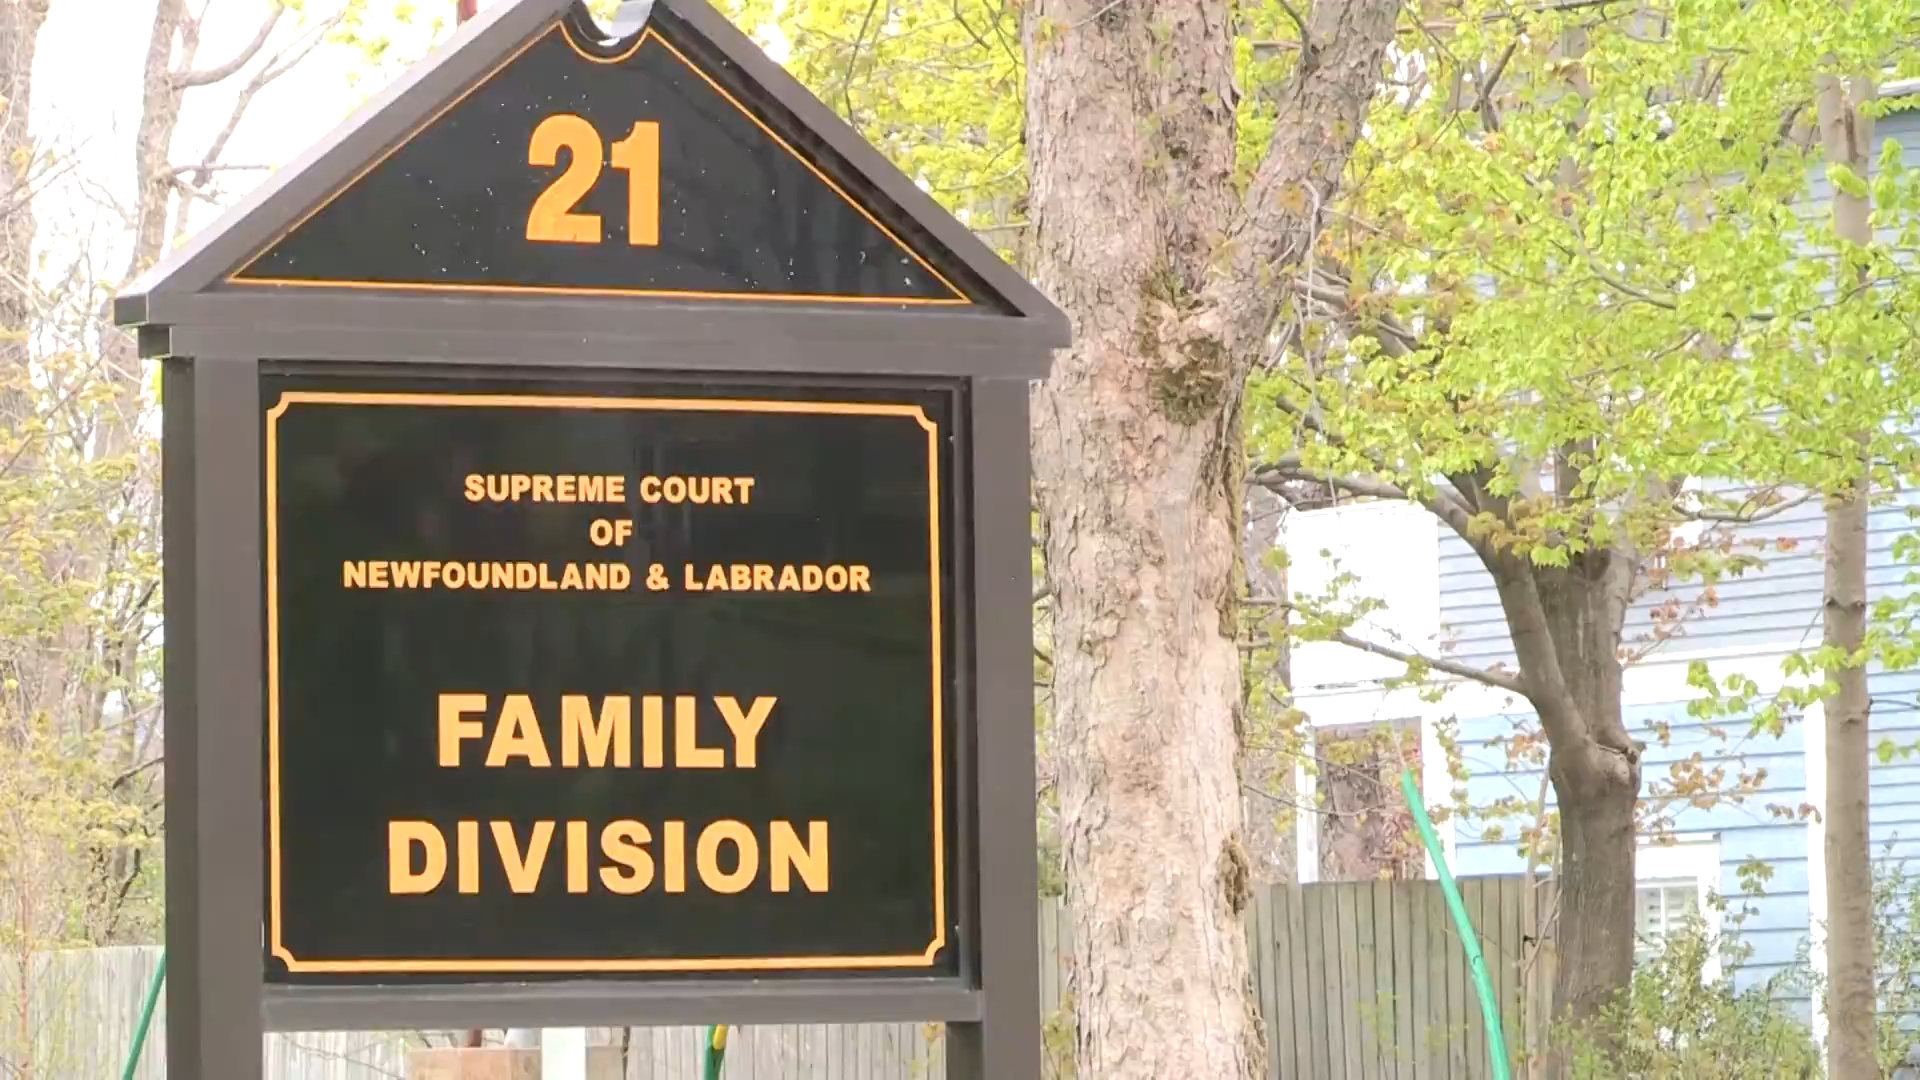 21
SUPREME COURT
OF
NEWFOUNDLAND & LABRADOR
FAMILY
DIVISION